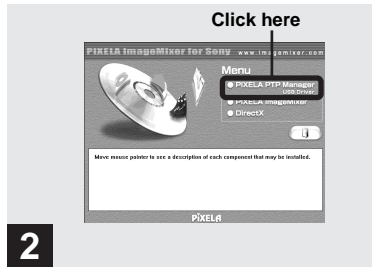 Click here
PIXELA ImageMixer for Sony www.imagemixer.com
Menu
PIXELA PTP Manager
USB Driver
PIXELA ImageMixer
DirectX
Move mouse pointer to see a description of each component that may be installed.
PIXELA
2